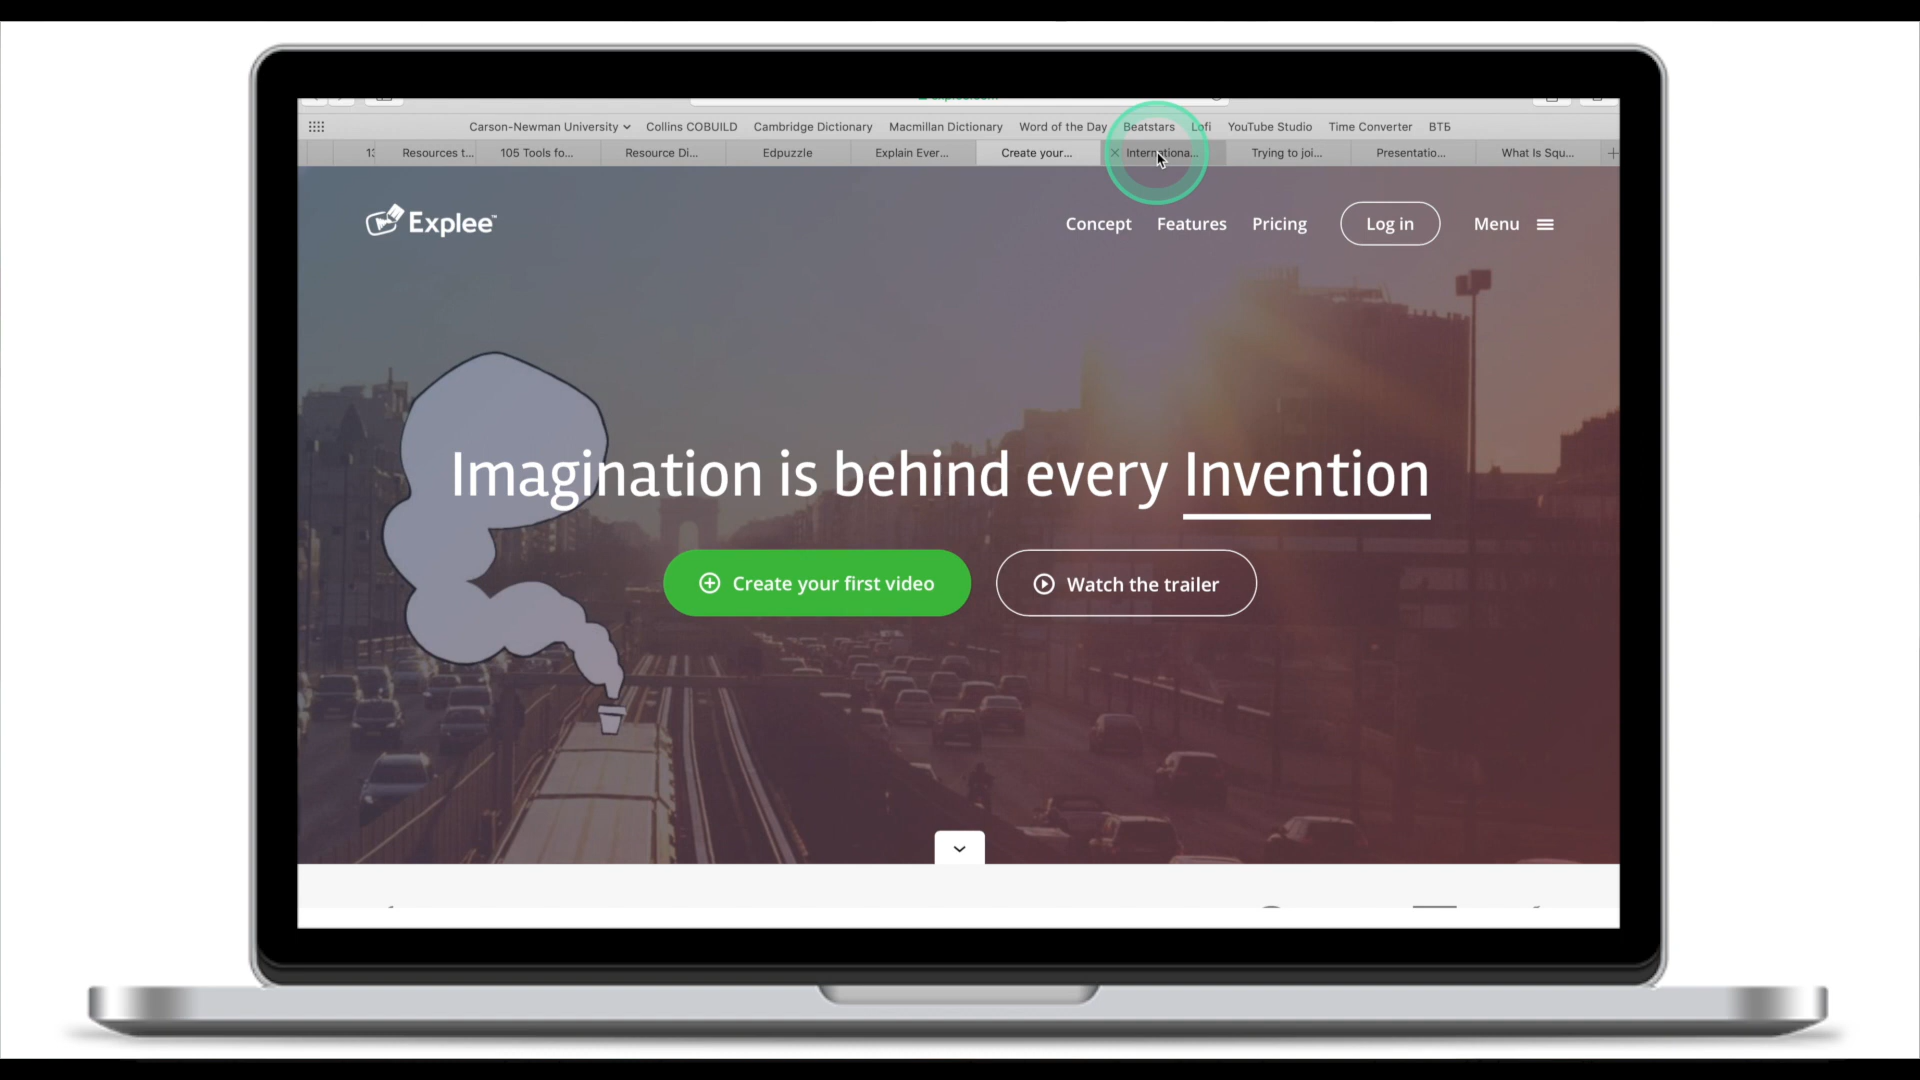 Carson-Newman University Collins COBUILD Cambridge Dictionary Macmillan Dictionary Word of the Day Beatstars Lofi YouTube Studio Time Converter ВТБ
Resources t... 105 Tools fo... Resource Di... Edpuzzle Explain Ever... Create your... Internationa... Trying to joi... Presentatio... What Is Squ...
Explee™ Concept Features Pricing Log in Menu
Imagination is behind every Invention
Create your first video Watch the trailer